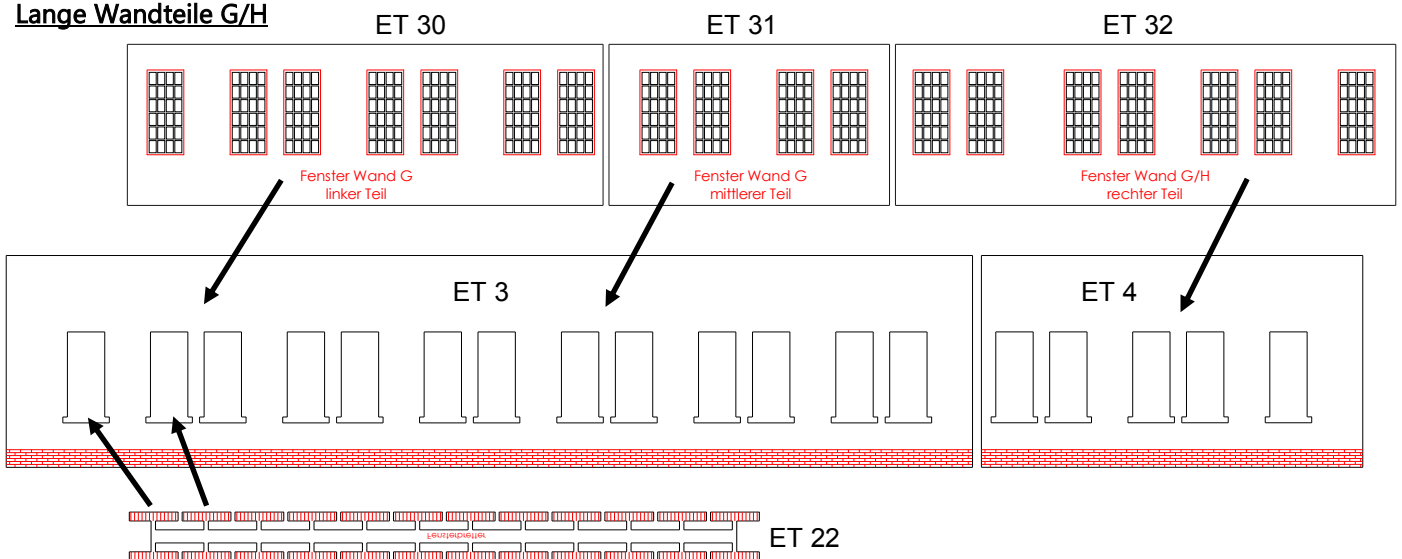 Lange Wandteile G/H
ET 30
ET 31
ET 32
Fenster Wand G
linker Teil
Fenster Wand G
mittlerer Teil
Fenster Wand G/H
rechter Teil
ET 3
ET 4
Fensterbretter
ET 22